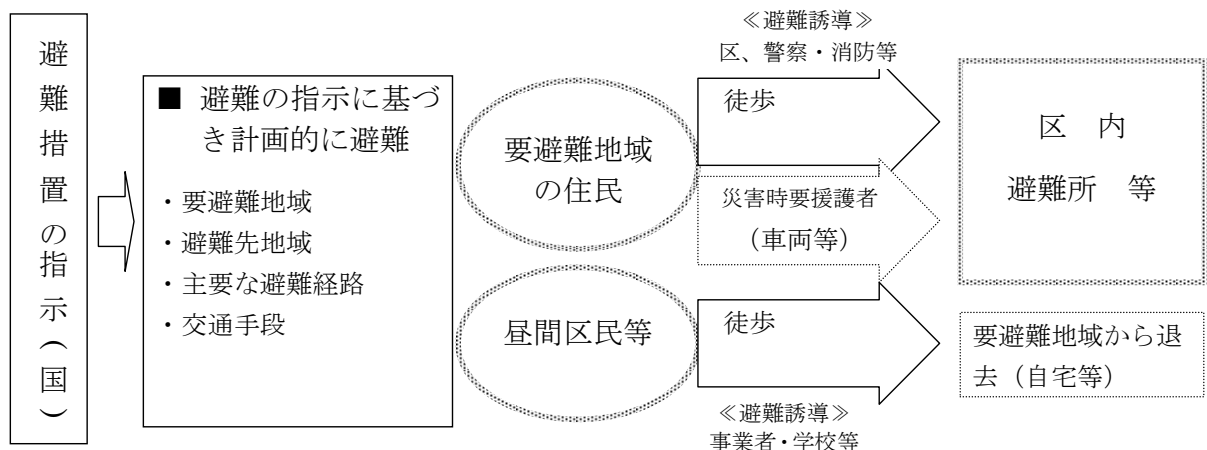 避難措置の指示（国）
■ 避難の指示に基づ
き計画的に避難
・要避難地域
・避難先地域
・主要な避難経路
・交通手段
要避難地域
の住民
昼間区民等
≪避難誘導≫
区、警察・消防等
徒歩
災害時要援護者
（車両等）
徒歩
≪避難誘導≫
事業者・学校等
区　内
避難所　等
要避難地域から退
去（自宅等）